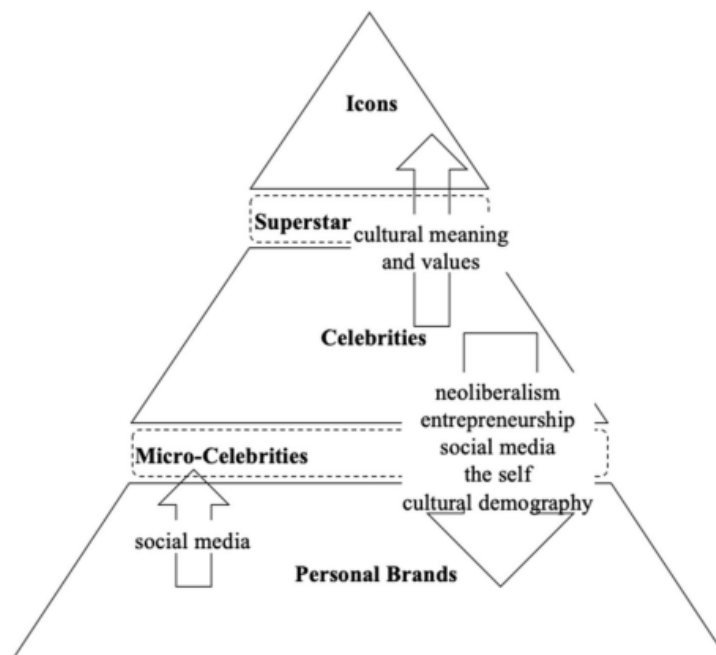 Icons
Superstar
cultural meaning
and values
Celebrities
neoliberalism
entrepreneurship
social media
the self
cultural demography
Micro-Celebrities
social media
Personal Brands